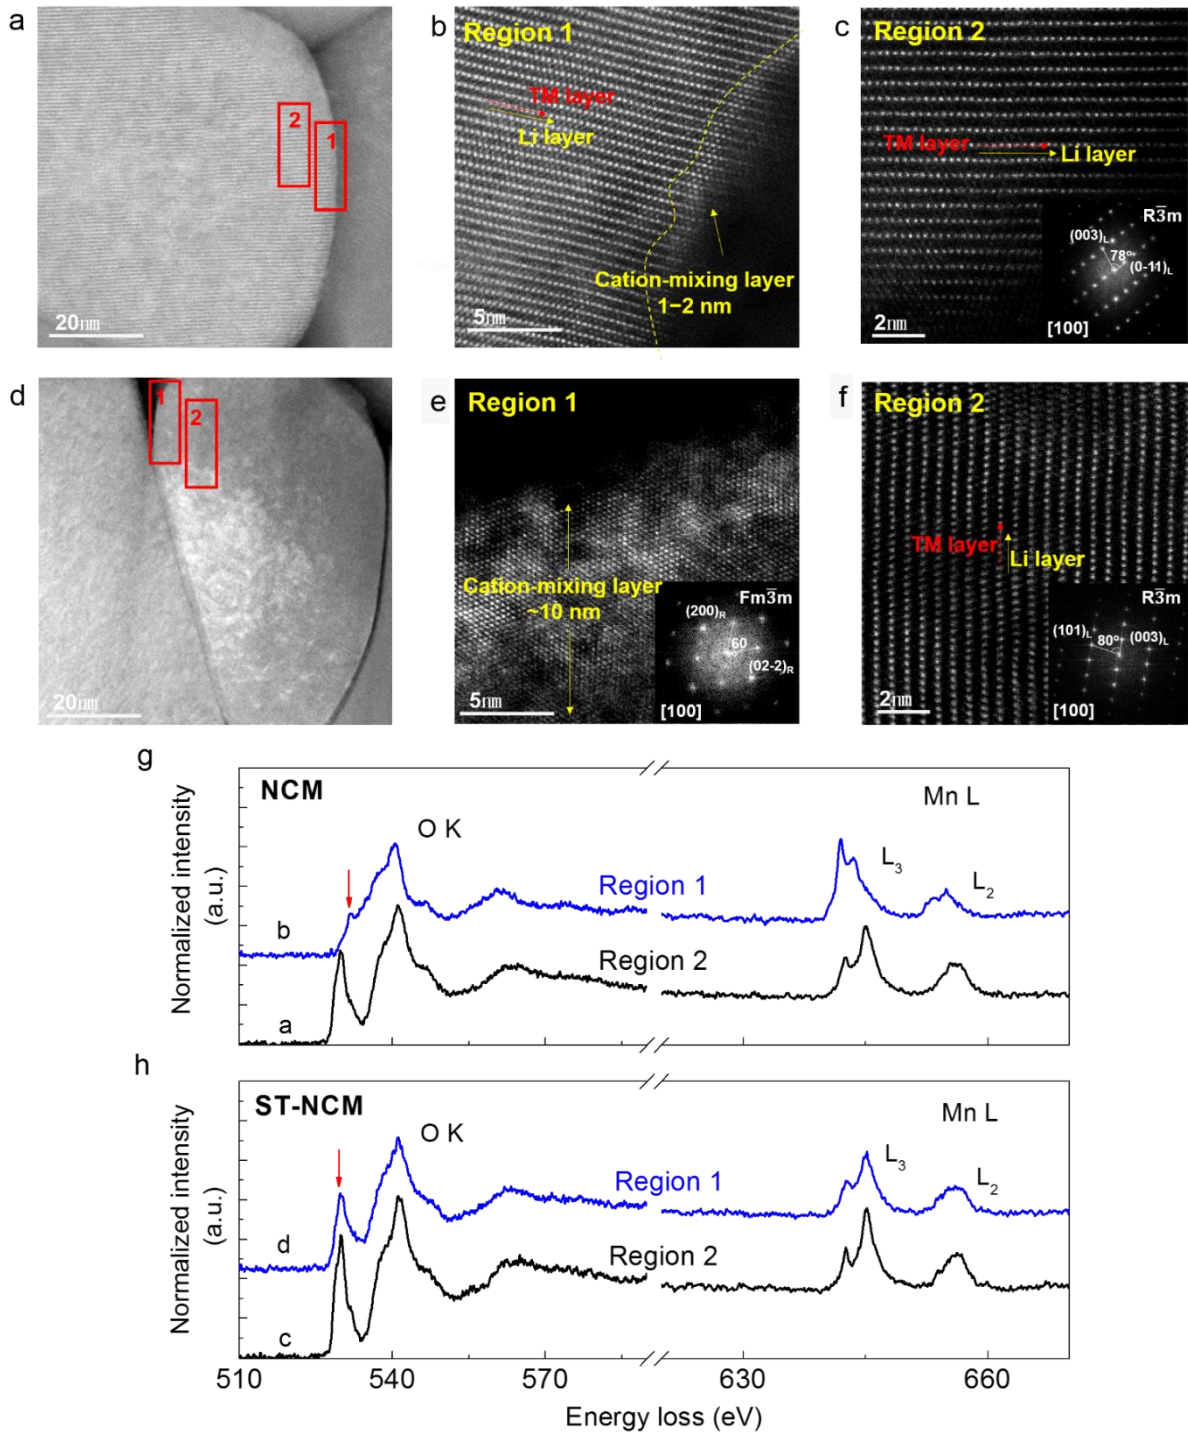 a
2
1
20nm
b
Region 1
TM layer
Li layer
Cation-mixing layer
1−2 nm
5nm
c
Region 2
TM layer
Li layer
R3̅m
(003)L
78°
(0-11)L
2nm
[100]
d
1
2
20nm
e
Region 1
Cation-mixing layer
~10 nm
Fm3̅m
(200)R
60
(02-2)R
5nm
[100]
f
Region 2
TM layer
Li layer
R3̅m
(101)L
80°
(003)L
2nm
[100]
g
NCM
O K
Mn L
L3
L2
Region 1
Region 2
b
a
Normalized intensity
(a.u.)
h
ST-NCM
O K
Mn L
L3
L2
Region 1
Region 2
d
c
Normalized intensity
(a.u.)
510
540
570
630
660
Energy loss (eV)